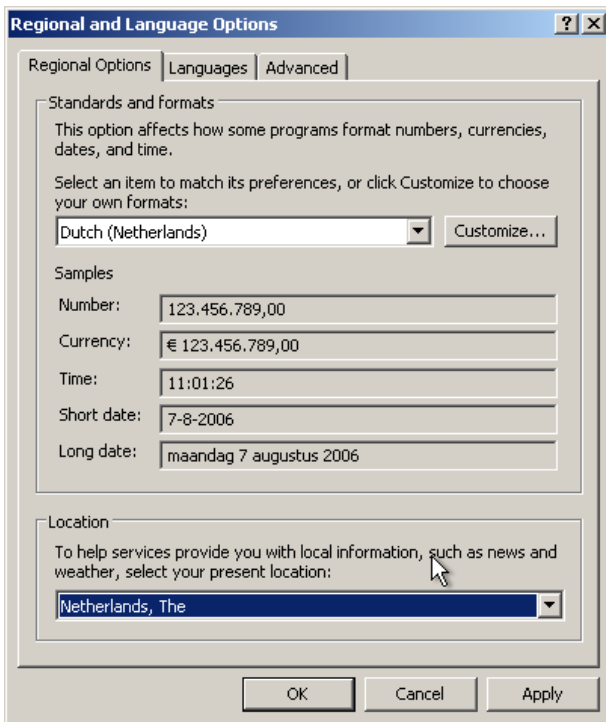 Regional and Language Options
Regional Options Languages Advanced
Standards and formats
This option affects how some programs format numbers, currencies,
dates, and time.
Select an item to match its preferences, or click Customize to choose
your own formats:
Dutch (Netherlands) Customize...
Samples
Number: 123.456.789,00
Currency: € 123.456.789,00
Time: 11:01:26
Short date: 7-8-2006
Long date: maandag 7 augustus 2006
Location
To help services provide you with local information, such as news and
weather, select your present location:
Netherlands, The
OK Cancel Apply